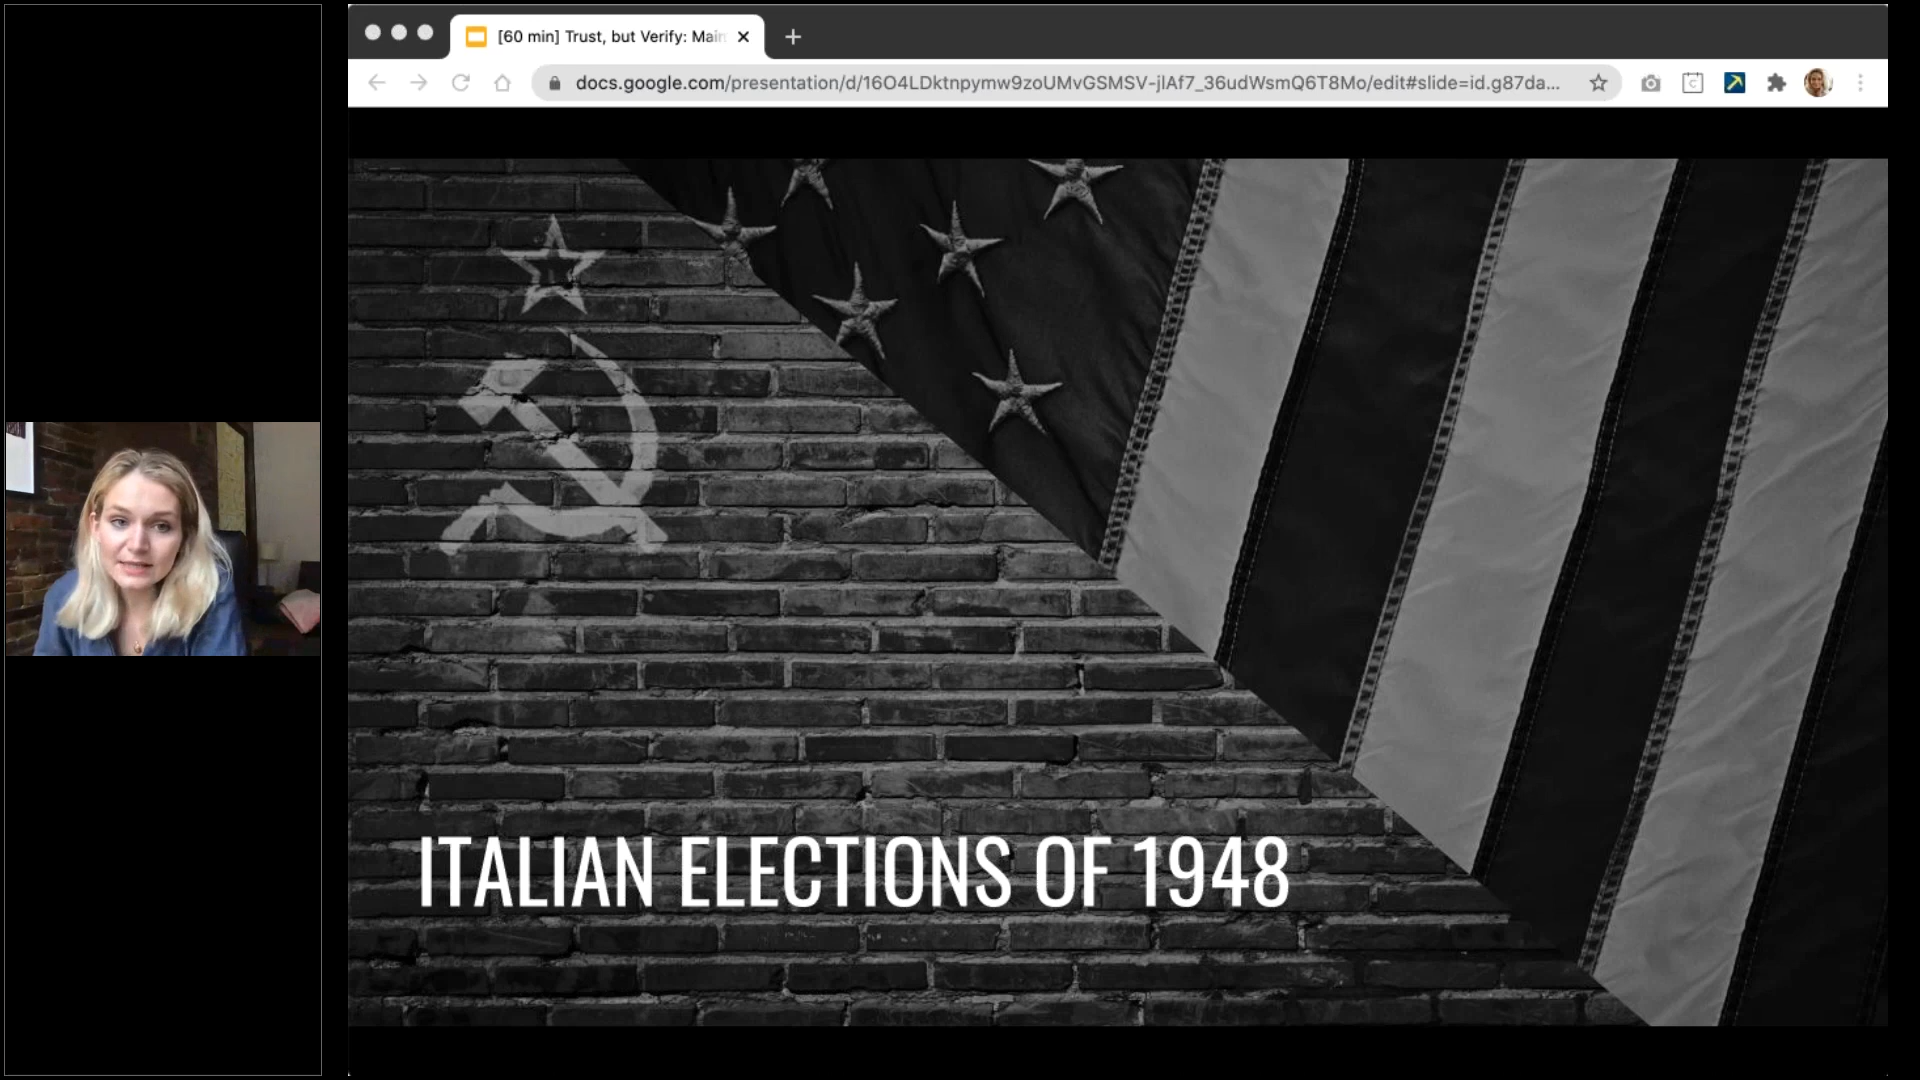 [60 min] Trust, but Verify: Main
docs.google.com/presentation/d/16O4LDktnpymw9zoUMvGSMSV-jlAf7_36udWsmQ6T8Mo/edit#slide=id.g87da...
ITALIAN ELECTIONS OF 1948